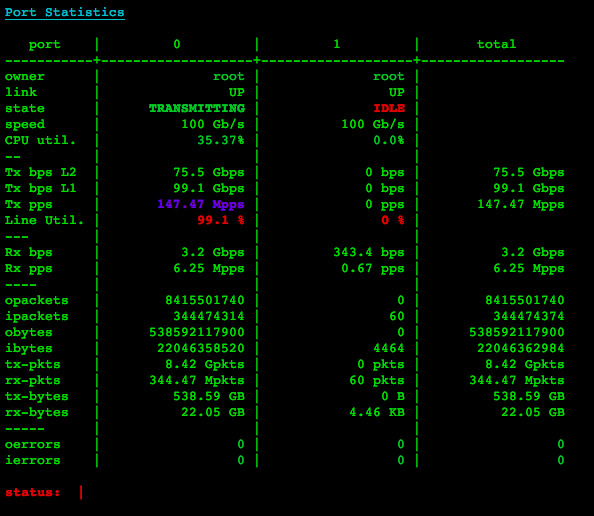 Port Statistics
port | 0 | 1 | total
-----------+-------------------+-------------------+------------------
owner | root | root |
link | UP | UP |
state | TRANSMITTING | IDLE |
speed | 100 Gb/s | 100 Gb/s |
CPU util. | 35.37% | 0.0% |
-- | | |
Tx bps L2 | 75.5 Gbps | 0 bps | 75.5 Gbps
Tx bps L1 | 99.1 Gbps | 0 bps | 99.1 Gbps
Tx pps | 147.47 Mpps | 0 pps | 147.47 Mpps
Line Util. | 99.1 % | 0 % |
--- | | |
Rx bps | 3.2 Gbps | 343.4 bps | 3.2 Gbps
Rx pps | 6.25 Mpps | 0.67 pps | 6.25 Mpps
---- | | |
opackets | 8415501740 | 0 | 8415501740
ipackets | 344474314 | 60 | 344474374
obytes | 538592117900 | 0 | 538592117900
ibytes | 22046358520 | 4464 | 22046362984
tx-pkts | 8.42 Gpkts | 0 pkts | 8.42 Gpkts
rx-pkts | 344.47 Mpkts | 60 pkts | 344.47 Mpkts
tx-bytes | 538.59 GB | 0 B | 538.59 GB
rx-bytes | 22.05 GB | 4.46 KB | 22.05 GB
----- | | |
oerrors | 0 | 0 | 0
ierrors | 0 | 0 | 0
status: |